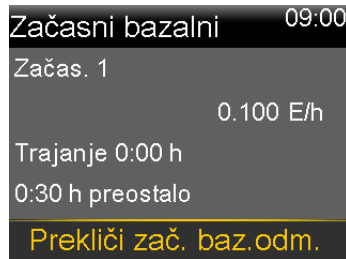 Začasni bazalni 09:00
Začas. 1
0.100 E/h
Trajanje 0:00 h
0:30 h preostalo
Prekliči zač. baz.odm.